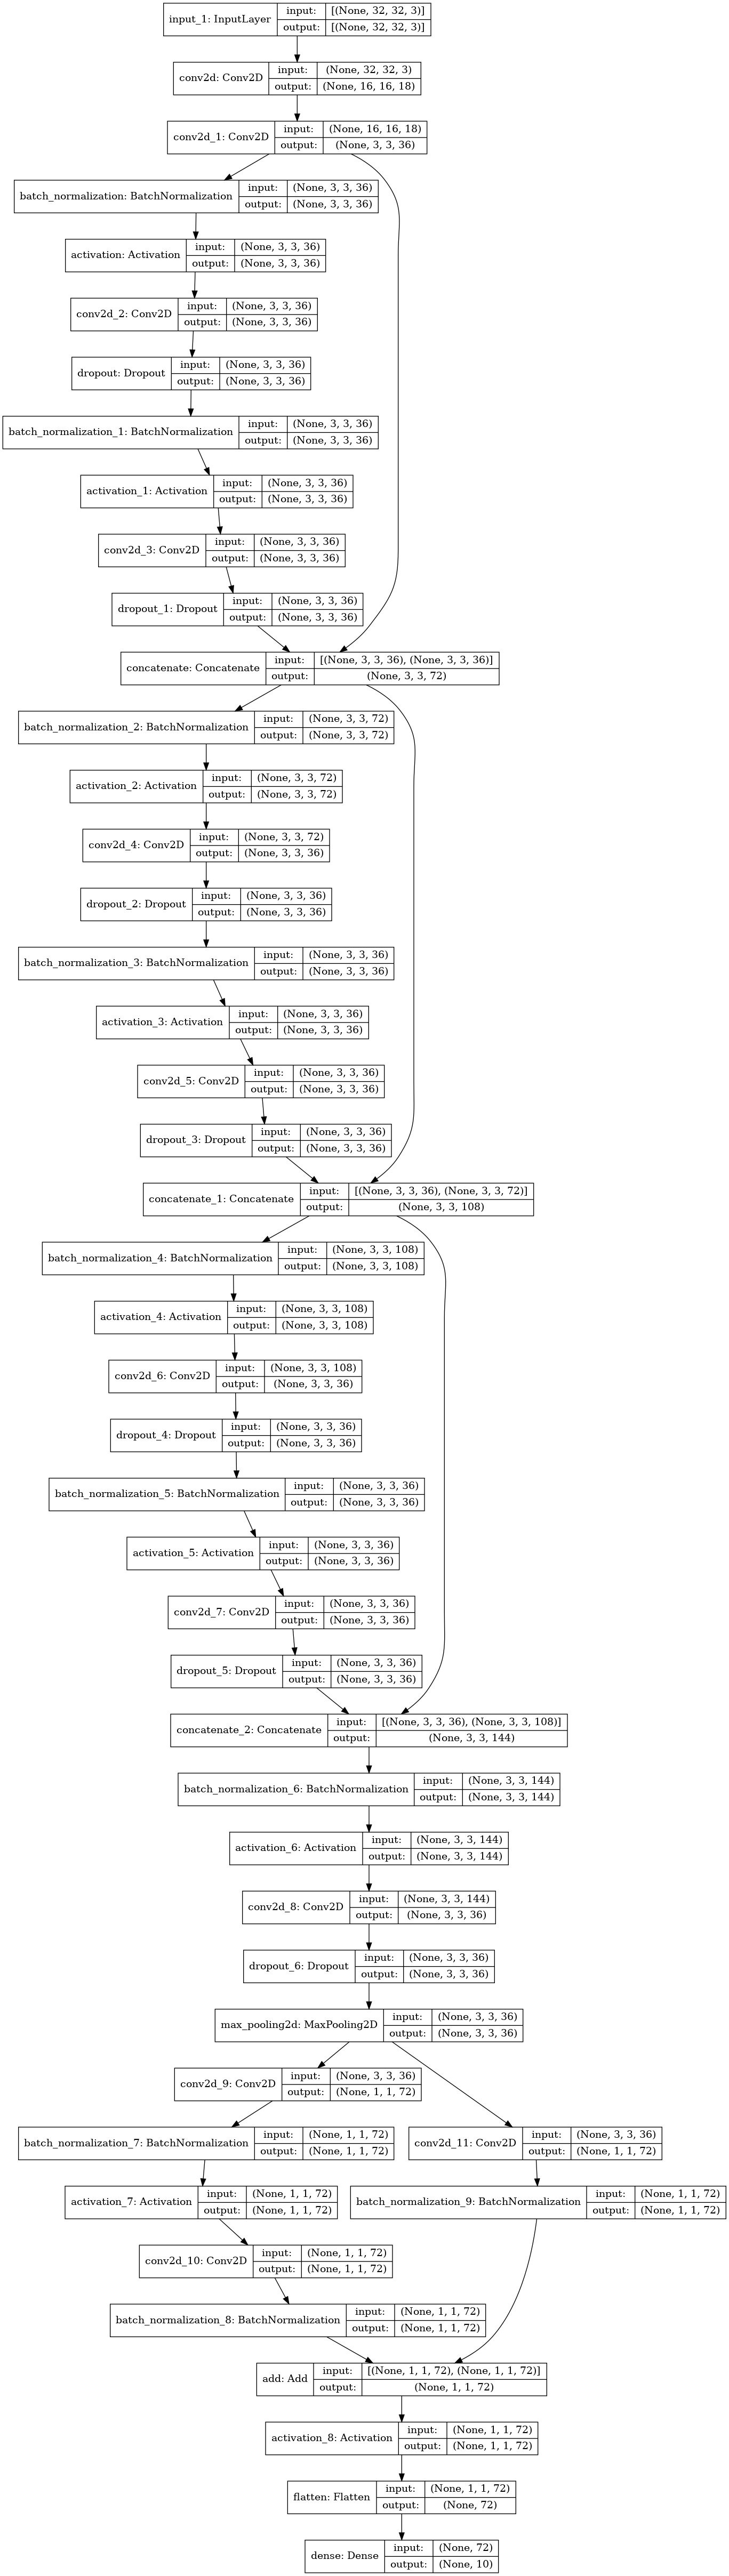 input_1: InputLayer input: [(None, 32, 32, 3)]
output: [(None, 32, 32, 3)]
conv2d: Conv2D input: (None, 32, 32, 3)
output: (None, 16, 16, 18)
conv2d_1: Conv2D input: (None, 16, 16, 18)
output: (None, 3, 3, 36)
batch_normalization: BatchNormalization input: (None, 3, 3, 36)
output: (None, 3, 3, 36)
activation: Activation input: (None, 3, 3, 36)
output: (None, 3, 3, 36)
conv2d_2: Conv2D input: (None, 3, 3, 36)
output: (None, 3, 3, 36)
dropout: Dropout input: (None, 3, 3, 36)
output: (None, 3, 3, 36)
batch_normalization_1: BatchNormalization input: (None, 3, 3, 36)
output: (None, 3, 3, 36)
activation_1: Activation input: (None, 3, 3, 36)
output: (None, 3, 3, 36)
conv2d_3: Conv2D input: (None, 3, 3, 36)
output: (None, 3, 3, 36)
dropout_1: Dropout input: (None, 3, 3, 36)
output: (None, 3, 3, 36)
concatenate: Concatenate input: [(None, 3, 3, 36), (None, 3, 3, 36)]
output: (None, 3, 3, 72)
batch_normalization_2: BatchNormalization input: (None, 3, 3, 72)
output: (None, 3, 3, 72)
activation_2: Activation input: (None, 3, 3, 72)
output: (None, 3, 3, 72)
conv2d_4: Conv2D input: (None, 3, 3, 72)
output: (None, 3, 3, 36)
dropout_2: Dropout input: (None, 3, 3, 36)
output: (None, 3, 3, 36)
batch_normalization_3: BatchNormalization input: (None, 3, 3, 36)
output: (None, 3, 3, 36)
activation_3: Activation input: (None, 3, 3, 36)
output: (None, 3, 3, 36)
conv2d_5: Conv2D input: (None, 3, 3, 36)
output: (None, 3, 3, 36)
dropout_3: Dropout input: (None, 3, 3, 36)
output: (None, 3, 3, 36)
concatenate_1: Concatenate input: [(None, 3, 3, 36), (None, 3, 3, 72)]
output: (None, 3, 3, 108)
batch_normalization_4: BatchNormalization input: (None, 3, 3, 108)
output: (None, 3, 3, 108)
activation_4: Activation input: (None, 3, 3, 108)
output: (None, 3, 3, 108)
conv2d_6: Conv2D input: (None, 3, 3, 108)
output: (None, 3, 3, 36)
dropout_4: Dropout input: (None, 3, 3, 36)
output: (None, 3, 3, 36)
batch_normalization_5: BatchNormalization input: (None, 3, 3, 36)
output: (None, 3, 3, 36)
activation_5: Activation input: (None, 3, 3, 36)
output: (None, 3, 3, 36)
conv2d_7: Conv2D input: (None, 3, 3, 36)
output: (None, 3, 3, 36)
dropout_5: Dropout input: (None, 3, 3, 36)
output: (None, 3, 3, 36)
concatenate_2: Concatenate input: [(None, 3, 3, 36), (None, 3, 3, 108)]
output: (None, 3, 3, 144)
batch_normalization_6: BatchNormalization input: (None, 3, 3, 144)
output: (None, 3, 3, 144)
activation_6: Activation input: (None, 3, 3, 144)
output: (None, 3, 3, 144)
conv2d_8: Conv2D input: (None, 3, 3, 144)
output: (None, 3, 3, 36)
dropout_6: Dropout input: (None, 3, 3, 36)
output: (None, 3, 3, 36)
max_pooling2d: MaxPooling2D input: (None, 3, 3, 36)
output: (None, 3, 3, 36)
conv2d_9: Conv2D input: (None, 3, 3, 36)
output: (None, 1, 1, 72)
batch_normalization_7: BatchNormalization input: (None, 1, 1, 72)
output: (None, 1, 1, 72)
conv2d_11: Conv2D input: (None, 3, 3, 36)
output: (None, 1, 1, 72)
activation_7: Activation input: (None, 1, 1, 72)
output: (None, 1, 1, 72)
batch_normalization_9: BatchNormalization input: (None, 1, 1, 72)
output: (None, 1, 1, 72)
conv2d_10: Conv2D input: (None, 1, 1, 72)
output: (None, 1, 1, 72)
batch_normalization_8: BatchNormalization input: (None, 1, 1, 72)
output: (None, 1, 1, 72)
add: Add input: [(None, 1, 1, 72), (None, 1, 1, 72)]
output: (None, 1, 1, 72)
activation_8: Activation input: (None, 1, 1, 72)
output: (None, 1, 1, 72)
flatten: Flatten input: (None, 1, 1, 72)
output: (None, 72)
dense: Dense input: (None, 72)
output: (None, 10)